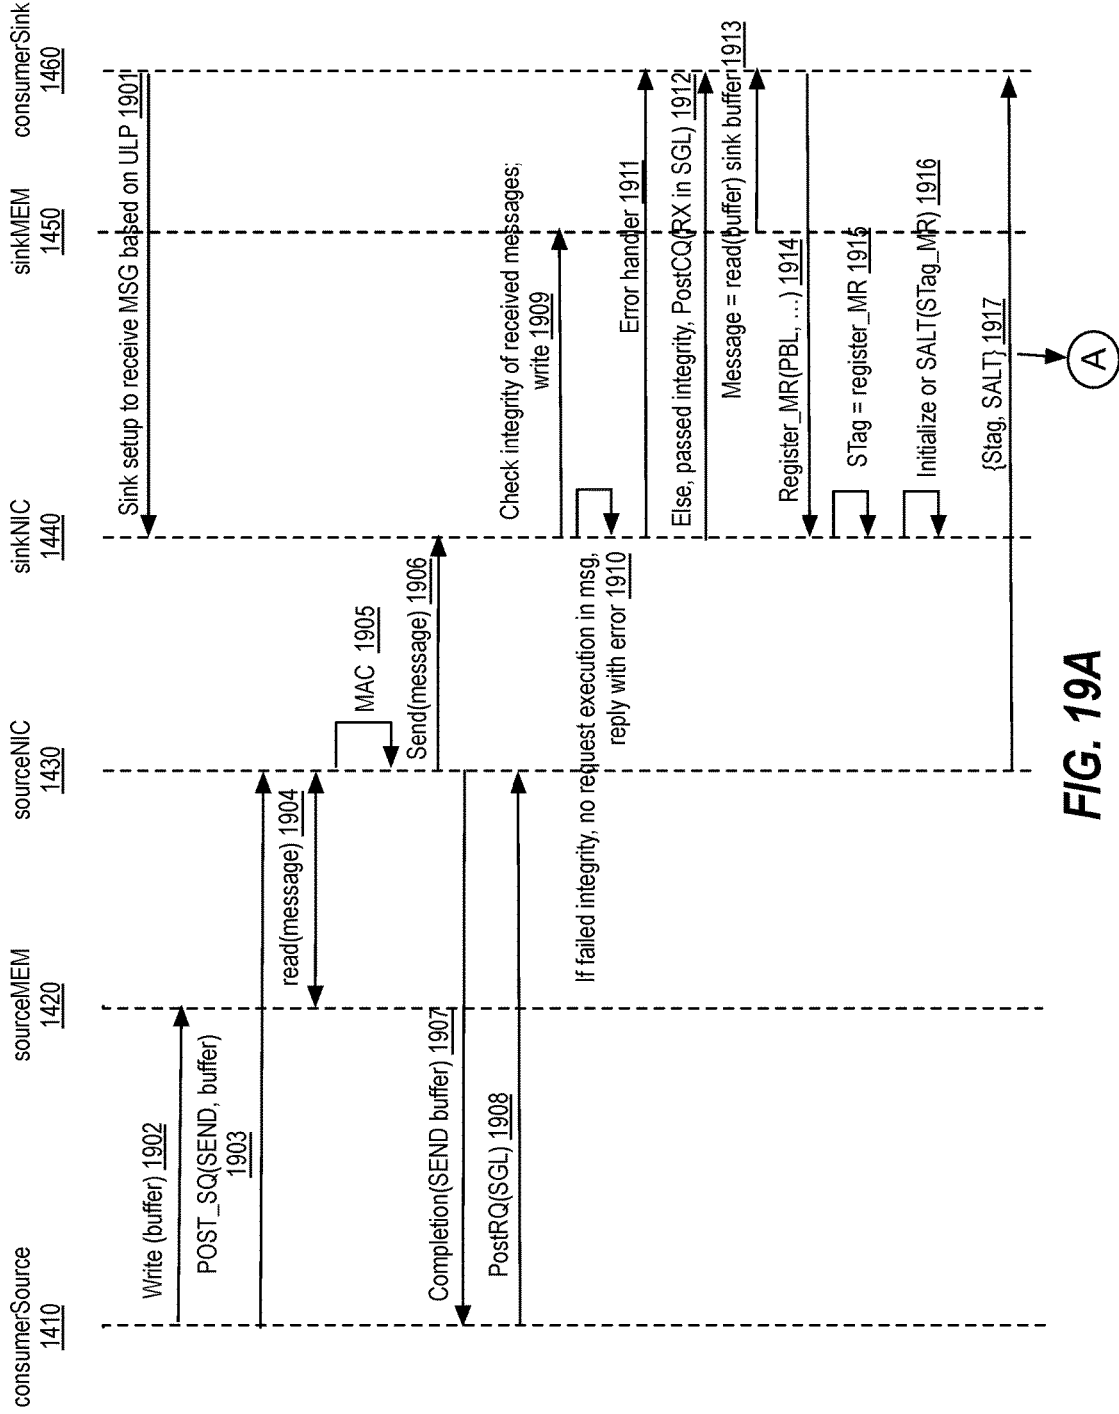 consumerSource
1410
sourceMEM
1420
sourceNIC
1430
sinkNIC
1440
sinkMEM
1450
consumerSink
1460
Sink setup to receive MSG based on ULP 1901
Write (buffer) 1902
POST_SQ(SEND, buffer)
1903
read(message) 1904
MAC 1905
Send(message) 1906
Completion(SEND buffer) 1907
PostRQ(SGL) 1908
Check integrity of received messages;
write 1909
If failed integrity, no request execution in msg,
reply with error 1910
Error handler 1911
Else, passed integrity, PostCQ(RX in SGL) 1912
Message = read(buffer) sink buffer 1913
Register_MR(PBL, ...) 1914
STag = register_MR 1915
Initialize or SALT(STag_MR) 1916
{Stag, SALT} 1917
A
FIG. 19A